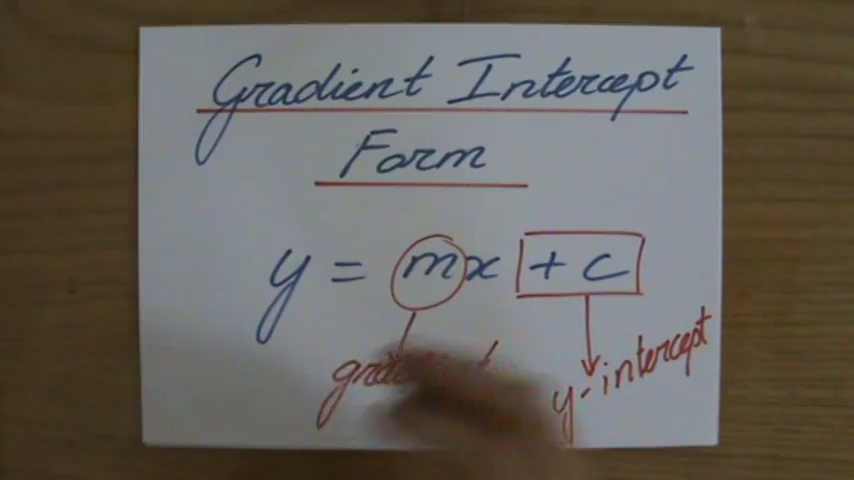 Gradient Intercept
Form
y = mx + c
y-intercept